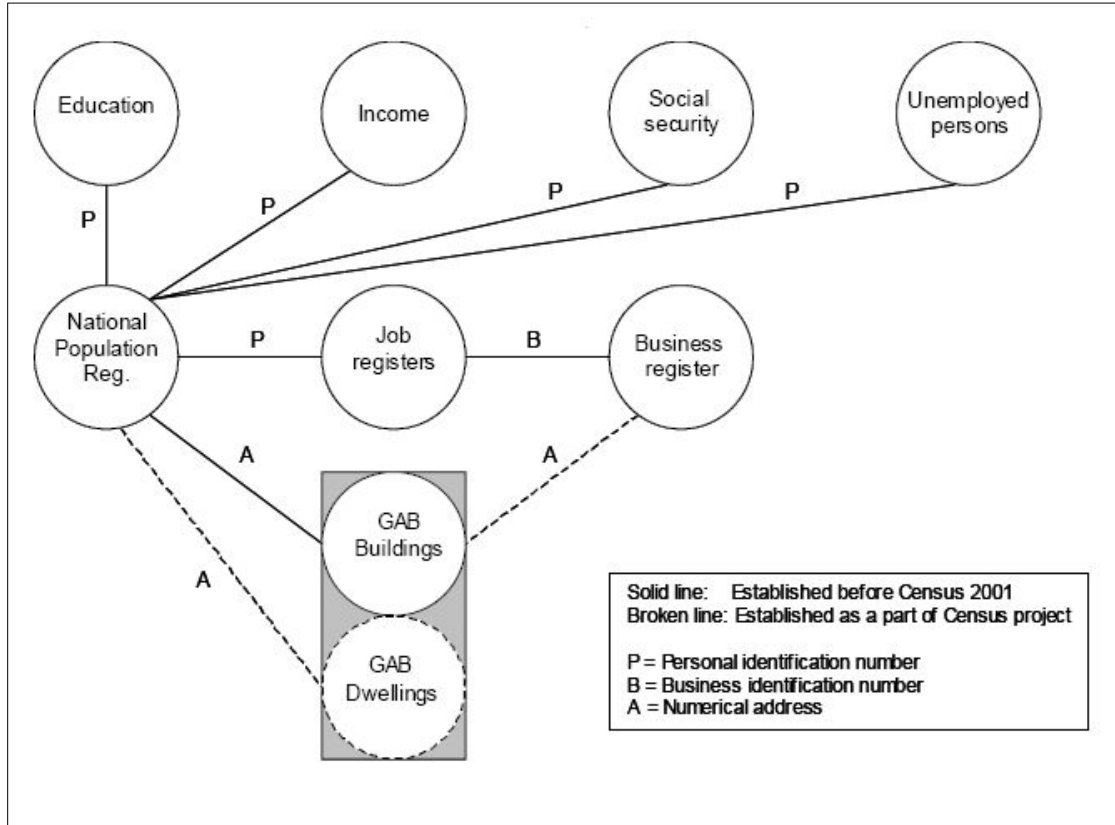 Education
Income
Social
security
Unemployed
persons
P
P
P
P
National
Population
Reg.
P
Job
registers
B
Business
register
A
A
GAB
Buildings
A
GAB
Dwellings
Solid line: Established before Census 2001
Broken line: Established as a part of Census project
P = Personal identification number
B = Business identification number
A = Numerical address